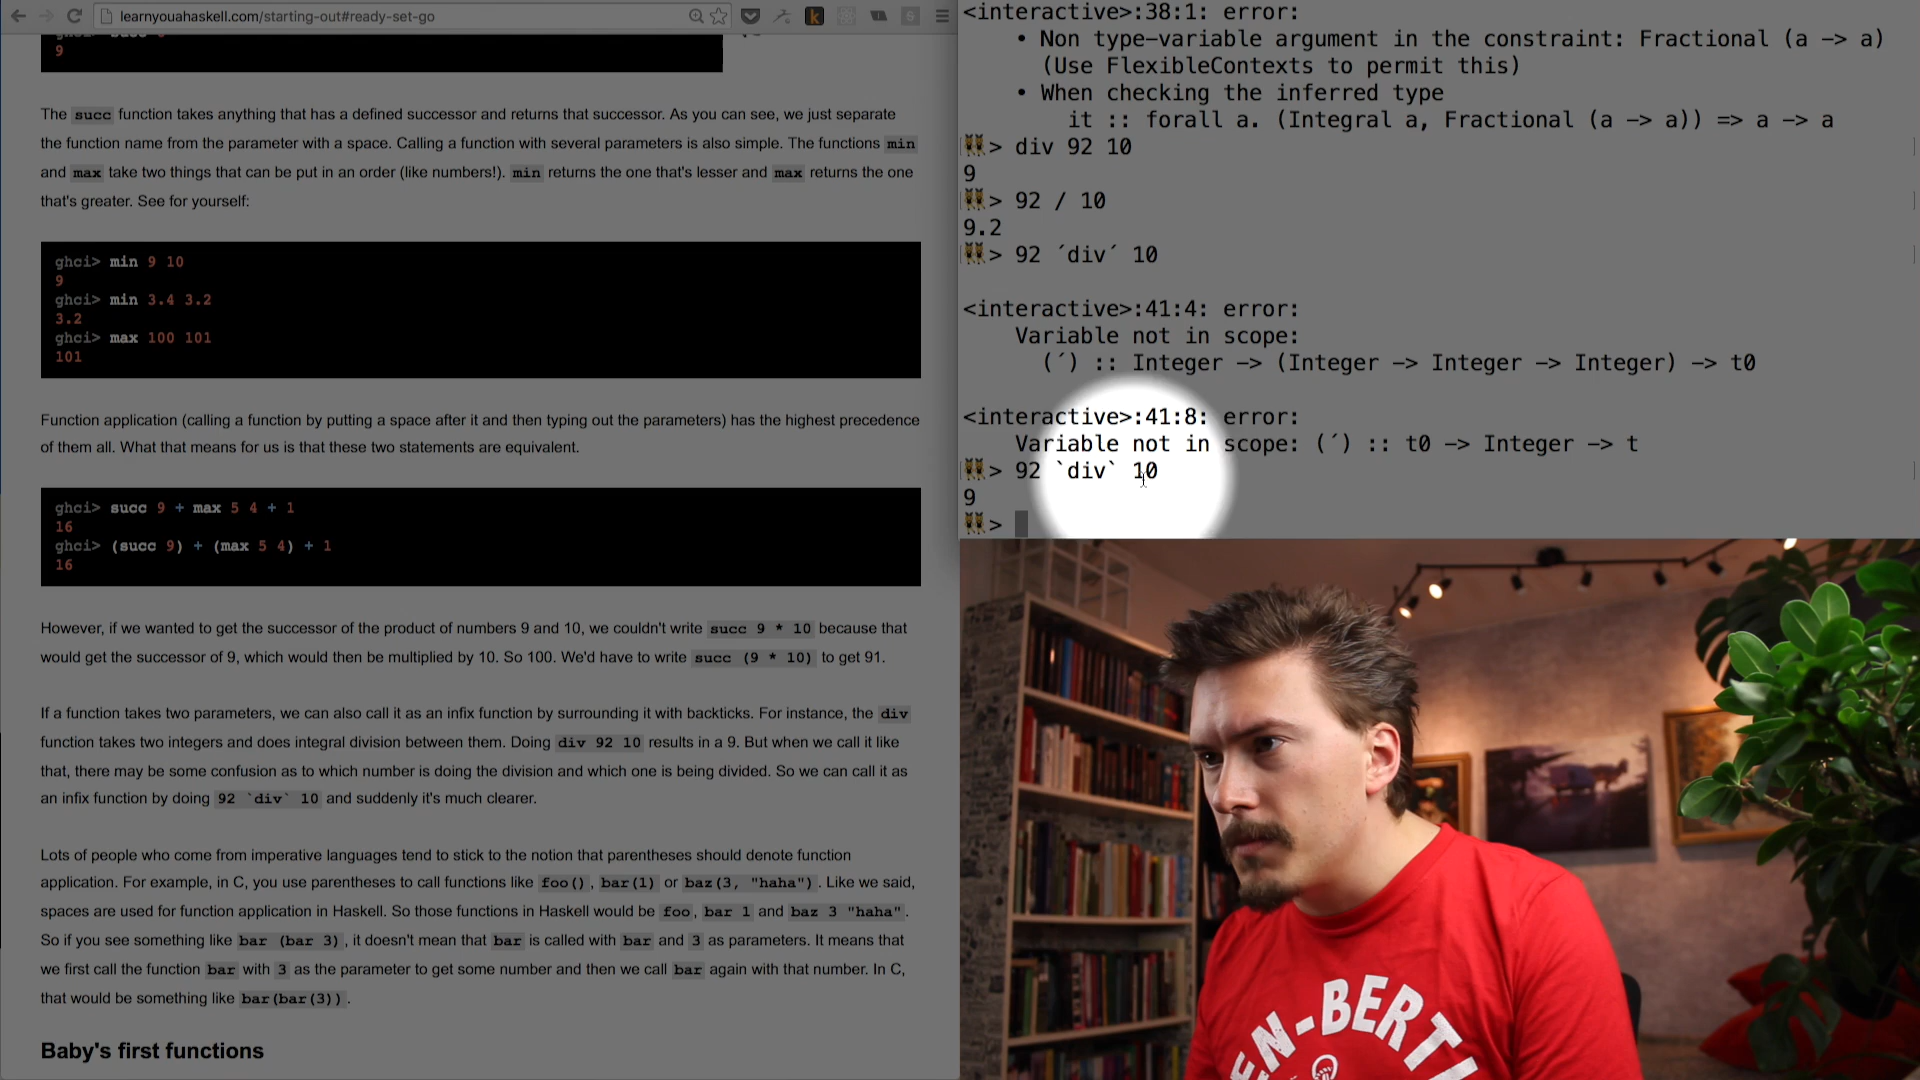 learnyouahaskell.com/starting-out#ready-set-go
9
The succ function takes anything that has a defined successor and returns that successor. As you can see, we just separate
the function name from the parameter with a space. Calling a function with several parameters is also simple. The functions min
and max take two things that can be put in an order (like numbers!). min returns the one that's lesser and max returns the one
that's greater. See for yourself:
ghci> min 9 10
9
ghci> min 3.4 3.2
3.2
ghci> max 100 101
101
Function application (calling a function by putting a space after it and then typing out the parameters) has the highest precedence
of them all. What that means for us is that these two statements are equivalent.
ghci> succ 9 + max 5 4 + 1
16
ghci> (succ 9) + (max 5 4) + 1
16
However, if we wanted to get the successor of the product of numbers 9 and 10, we couldn't write succ 9 * 10 because that
would get the successor of 9, which would then be multiplied by 10. So 100. We'd have to write succ (9 * 10) to get 91.
If a function takes two parameters, we can also call it as an infix function by surrounding it with backticks. For instance, the div
function takes two integers and does integral division between them. Doing div 92 10 results in a 9. But when we call it like
that, there may be some confusion as to which number is doing the division and which one is being divided. So we can call it as
an infix function by doing 92 `div` 10 and suddenly it's much clearer.
Lots of people who come from imperative languages tend to stick to the notion that parentheses should denote function
application. For example, in C, you use parentheses to call functions like foo(), bar(1) or baz(3, "haha"). Like we said,
spaces are used for function application in Haskell. So those functions in Haskell would be foo, bar 1 and baz 3 "haha".
So if you see something like bar (bar 3), it doesn't mean that bar is called with bar and 3 as parameters. It means that
we first call the function bar with 3 as the parameter to get some number and then we call bar again with that number. In C,
that would be something like bar(bar(3)).
Baby's first functions
<interactive>:38:1: error:
• Non type-variable argument in the constraint: Fractional (a -> a)
(Use FlexibleContexts to permit this)
• When checking the inferred type
it :: forall a. (Integral a, Fractional (a -> a)) => a -> a
> div 92 10
9
> 92 / 10
9.2
> 92 ´div´ 10
<interactive>:41:4: error:
Variable not in scope:
(´) :: Integer -> (Integer -> Integer -> Integer) -> t0
<interactive>:41:8: error:
Variable not in scope: (´) :: t0 -> Integer -> t
> 92 `div` 10
9
>
EN-BERT